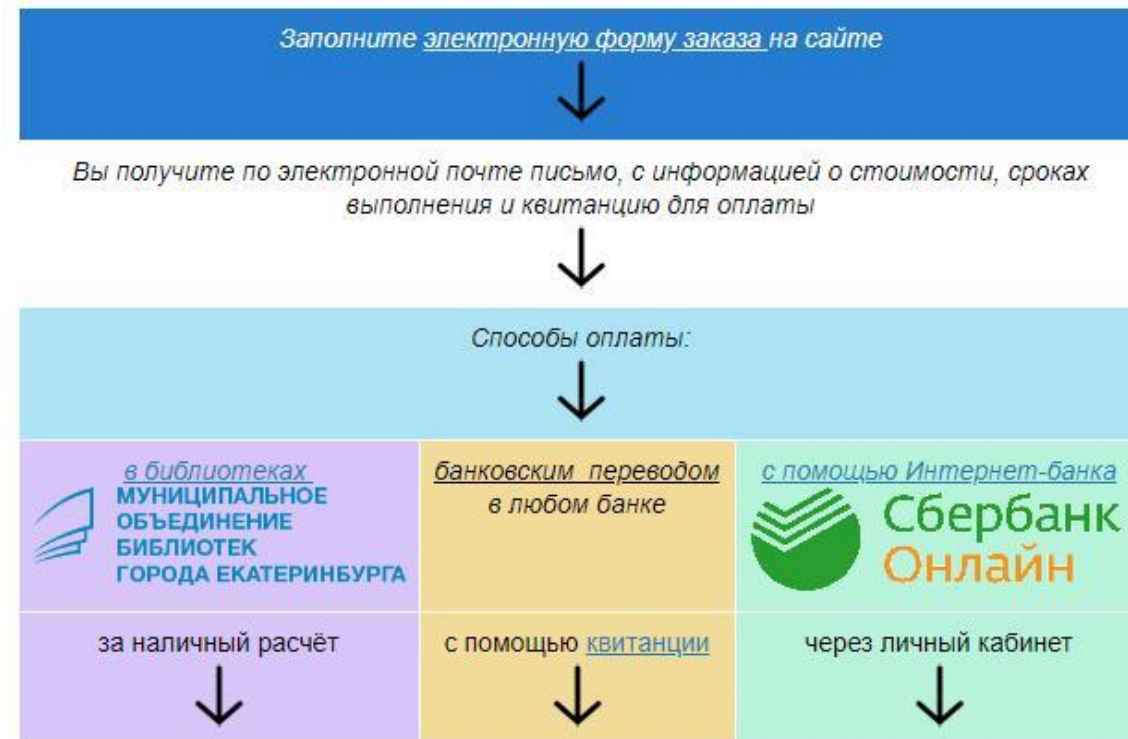 Заполните электронную форму заказа на сайте
Вы получите по электронной почте письмо, с информацией о стоимости, сроках
выполнения и квитанцию для оплаты
Способы оплаты:
в библиотеках
МУНИЦИПАЛЬНОЕ
ОБЪЕДИНЕНИЕ
БИБЛИОТЕК
ГОРОДА ЕКАТЕРИНБУРГА
банковским переводом
в любом банке
с помощью Интернет-банка
Сбербанк
Онлайн
за наличный расчёт
с помощью квитанции
через личный кабинет